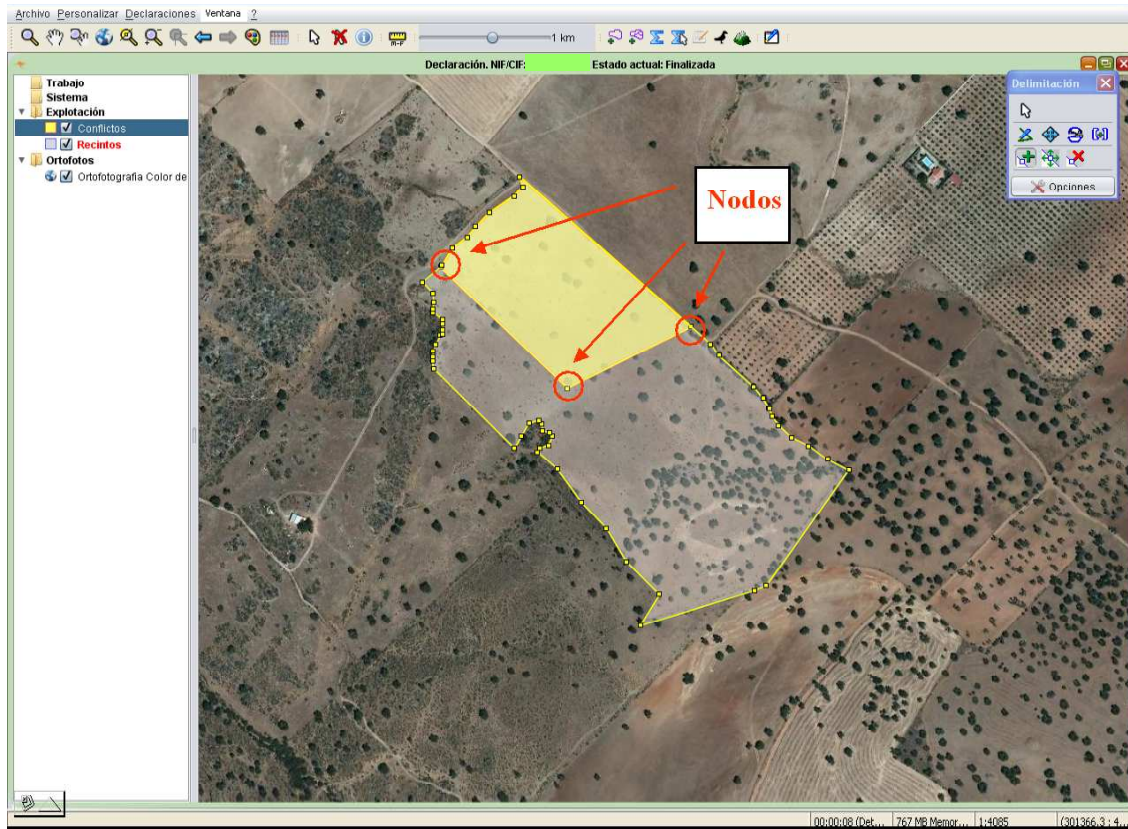 Archivo Personalizar Declaraciones Ventana ?
M-P
1 km
Declaración. NIF/CIF: Estado actual: Finalizada
Trabajo
Sistema
Explotación
Conflictos
Recintos
Ortofotos
Ortofotografia Color de
Delimitación
Opciones
Nodos
00:00:08 (Det... 767 MB Memor... 1:4085 (301366.3 : 4...